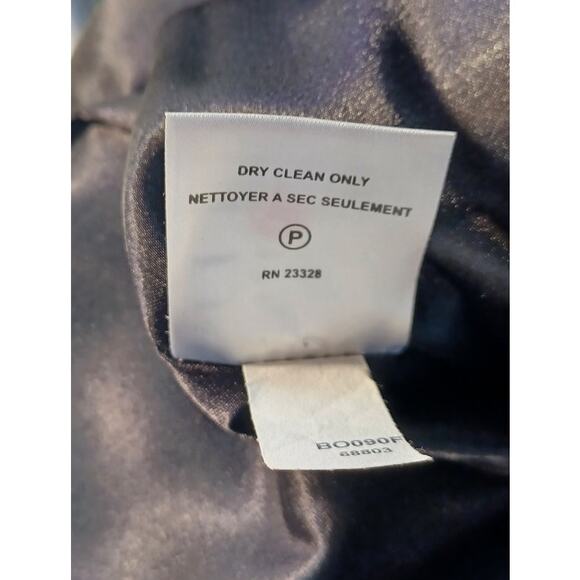 DRY CLEAN ONLY
NETTOYER A SEC SEULEMENT
P
RN 23328
BO090F
68803